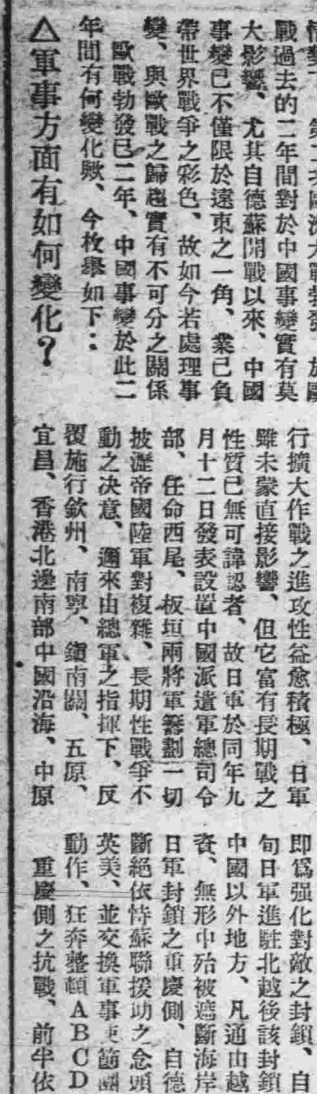 第二次歐洲大戰勃發、於歐
戰過去的二年間對於中國事變實有莫
大影響、尤其自德蘇開戰以來、中國
事變已不僅限於遠東之一角、業已負
帶世界戰爭之彩色、故如今若處理事
變、與歐戰之歸趨實有不可分之關係
歐戰勃發已二年、中國事變於此二
年間有何變化歟、今枚舉如下：
△軍事方面有如何變化？
行擴大作戰之進攻性益愈積極、日軍
雖未蒙直接影響、但它富有長期戰之
性質已無可諱認者、故日軍於同年九
月十二日發表設置中國派遣軍總司令
部、任命西尾、板垣兩將軍籌劃一切
披瀝帝國陸軍對複雜、長期性戰爭不
動之決意、邇來由總軍之指揮下、反
覆施行欽州、南寧、鎮南關、五原、
宜昌、香港北邊南部中國沿海、中原
即爲强化對敵之封鎖、自
旬日軍進駐北越後該封鎖
中國以外地方、凡通由越
資、無形中殆被遮斷海岸
日軍封鎖之重慶側、自德
斷絕依恃蘇聯援助之念頭
英美、並交換軍事使節團
動作、狂奔整頓ABCD
重慶側之抗戰、前半依